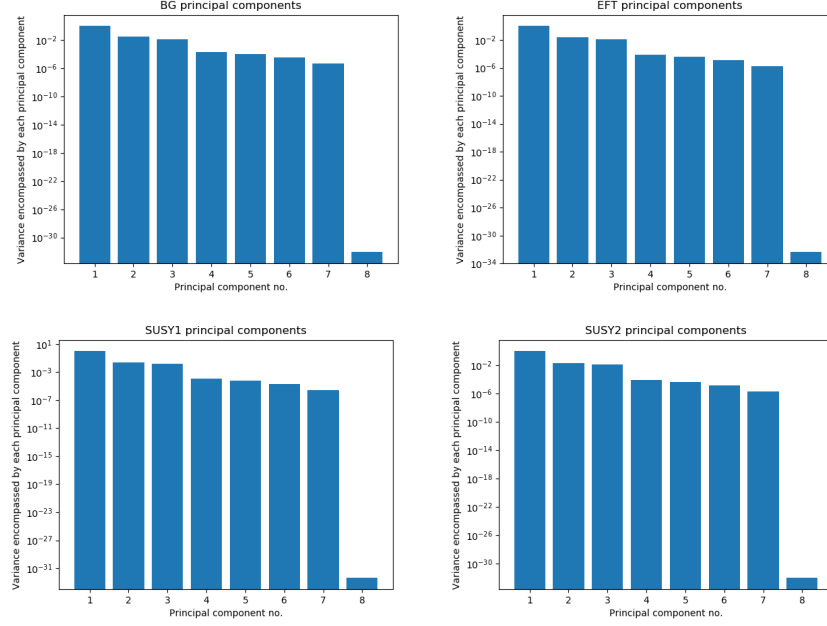 BG principal components
Variance encompassed by each principal component
10⁻²
10⁻⁶
10⁻¹⁰
10⁻¹⁴
10⁻¹⁸
10⁻²²
10⁻²⁶
10⁻³⁰
1 2 3 4 5 6 7 8
Principal component no.
EFT principal components
Variance encompassed by each principal component
10⁻²
10⁻⁶
10⁻¹⁰
10⁻¹⁴
10⁻¹⁸
10⁻²²
10⁻²⁶
10⁻³⁰
10⁻³⁴
1 2 3 4 5 6 7 8
Principal component no.
SUSY1 principal components
Variance encompassed by each principal component
10¹
10⁻³
10⁻⁷
10⁻¹¹
10⁻¹⁵
10⁻¹⁹
10⁻²³
10⁻²⁷
10⁻³¹
1 2 3 4 5 6 7 8
Principal component no.
SUSY2 principal components
Variance encompassed by each principal component
10⁻²
10⁻⁶
10⁻¹⁰
10⁻¹⁴
10⁻¹⁸
10⁻²²
10⁻²⁶
10⁻³⁰
1 2 3 4 5 6 7 8
Principal component no.